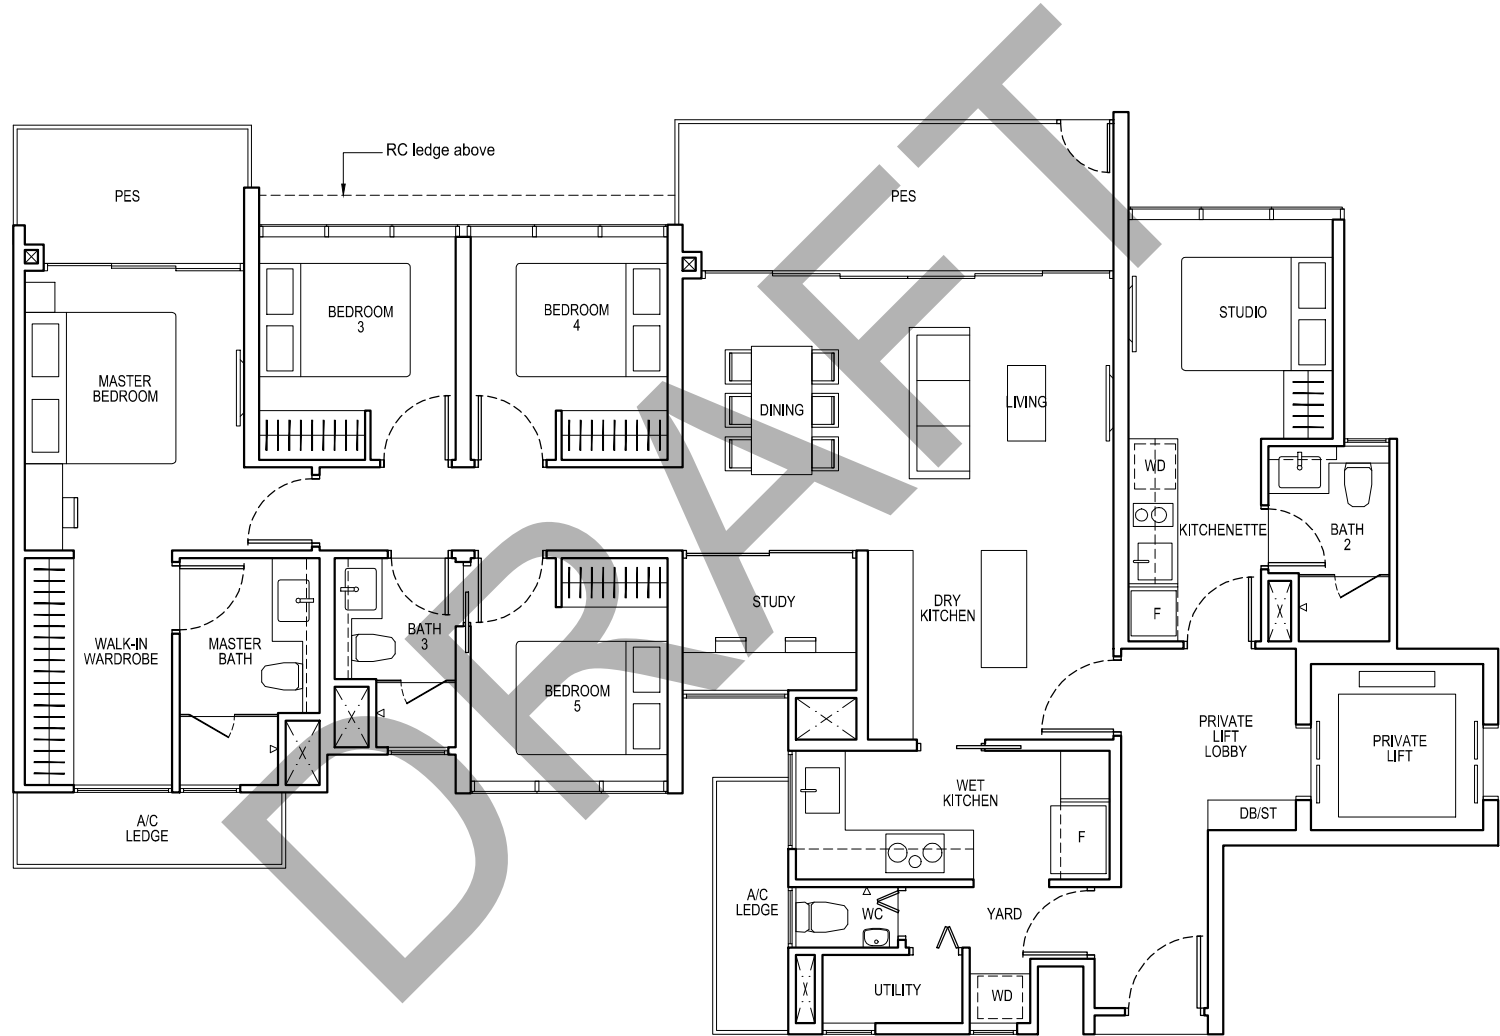 RC ledge above
PES
PES
BEDROOM
3
BEDROOM
4
STUDIO
MASTER
BEDROOM
DINING
LIVING
WD
KITCHENETTE
BATH
2
WALK-IN
WARDROBE
MASTER
BATH
BATH
3
STUDY
DRY
KITCHEN
F
BEDROOM
5
PRIVATE
LIFT
LOBBY
PRIVATE
LIFT
WET
KITCHEN
A/C
LEDGE
DB/ST
F
A/C
LEDGE
WC
YARD
UTILITY
WD
DRAFT